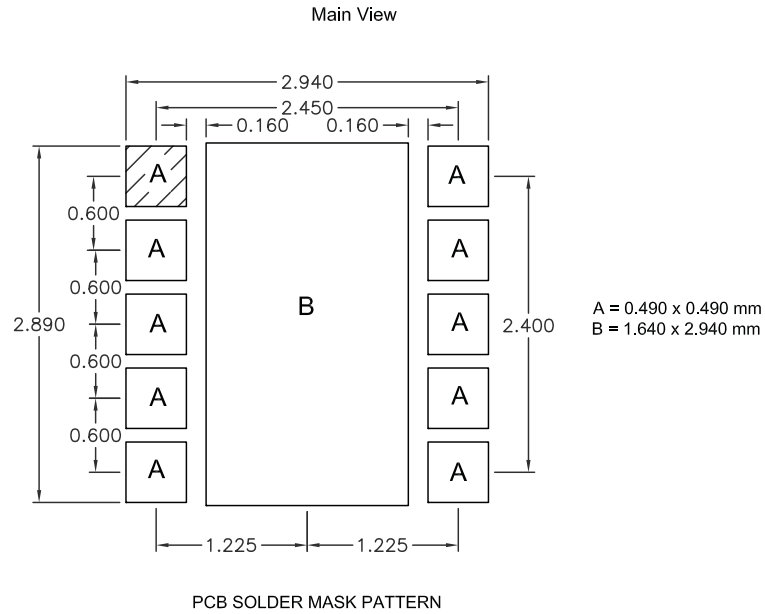 Main View
2.940
2.450
0.160 0.160
A A
0.600
A A
0.600
B
A = 0.490 x 0.490 mm
2.890 A A 2.400
B = 1.640 x 2.940 mm
0.600
A A
0.600
A A
1.225 1.225
PCB SOLDER MASK PATTERN